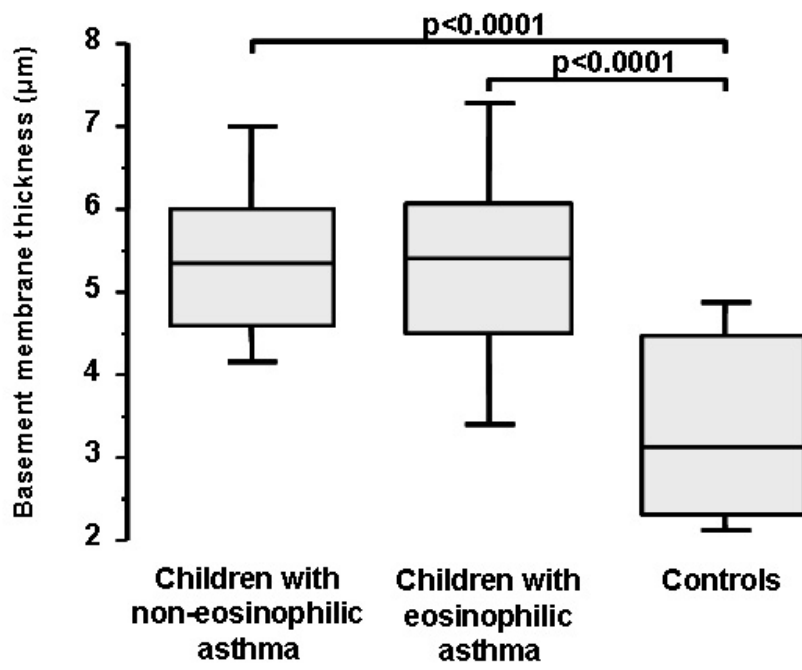 p<0.0001
p<0.0001
Basement membrane thickness (µm)
8
7
6
5
4
3
2
Children with
non-eosinophilic
asthma
Children with
eosinophilic
asthma
Controls